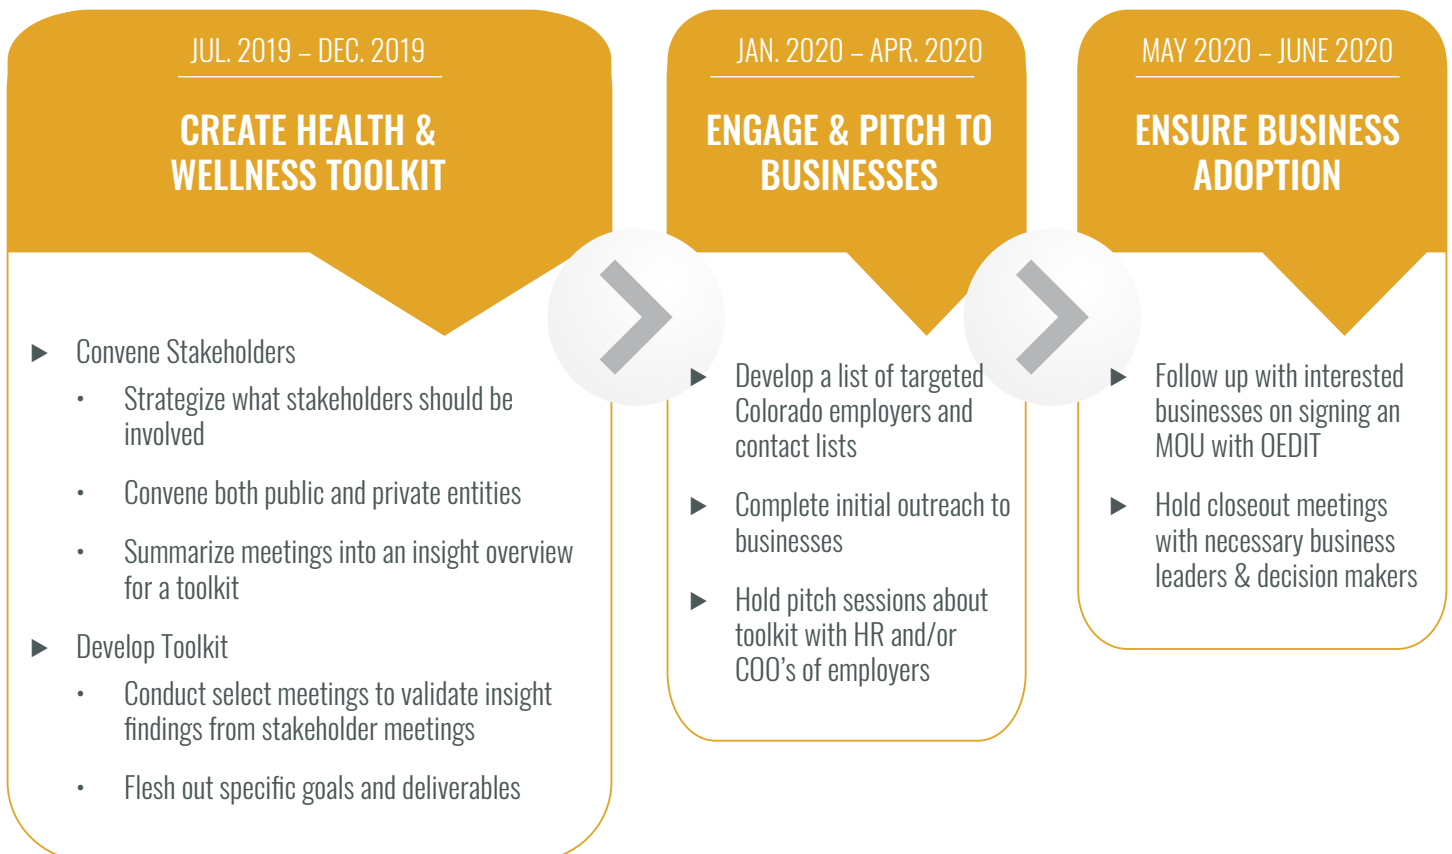 JUL. 2019 – DEC. 2019
CREATE HEALTH &
WELLNESS TOOLKIT
▶ Convene Stakeholders
• Strategize what stakeholders should be
involved
• Convene both public and private entities
• Summarize meetings into an insight overview
for a toolkit
▶ Develop Toolkit
• Conduct select meetings to validate insight
findings from stakeholder meetings
• Flesh out specific goals and deliverables
JAN. 2020 – APR. 2020
ENGAGE & PITCH TO
BUSINESSES
▶ Develop a list of targeted
Colorado employers and
contact lists
▶ Complete initial outreach to
businesses
▶ Hold pitch sessions about
toolkit with HR and/or
COO’s of employers
MAY 2020 – JUNE 2020
ENSURE BUSINESS
ADOPTION
▶ Follow up with interested
businesses on signing an
MOU with OEDIT
▶ Hold closeout meetings
with necessary business
leaders & decision makers